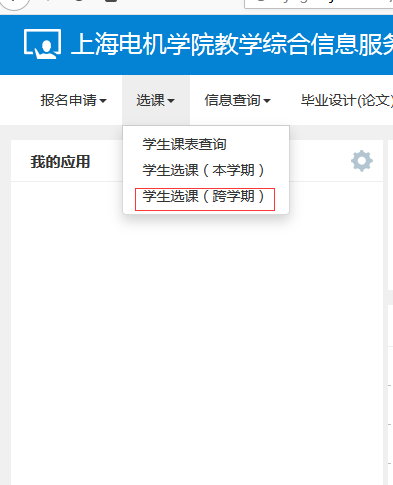 上海电机学院教学综合信息服务
报名申请 选课 信息查询 毕业设计(论文)
学生课表查询
我的应用
学生选课（本学期）
学生选课（跨学期）